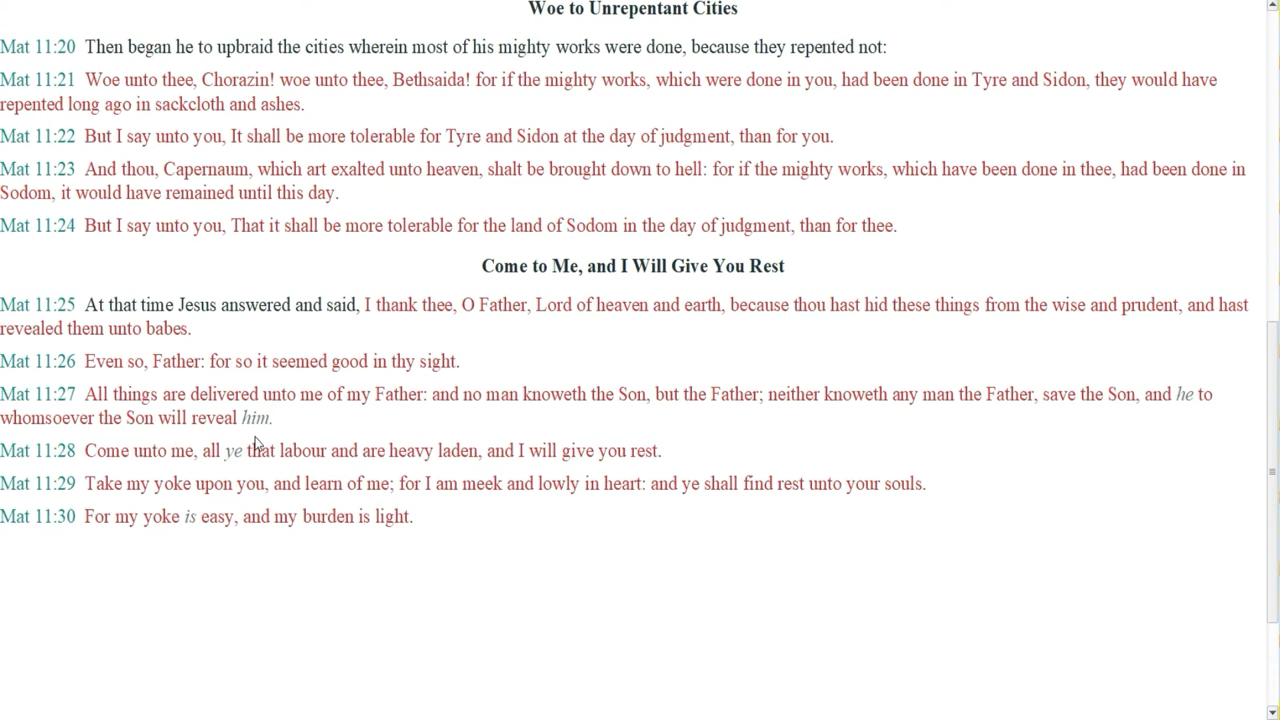 Woe to Unrepentant Cities
Mat 11:20 Then began he to upbraid the cities wherein most of his mighty works were done, because they repented not:
Mat 11:21 Woe unto thee, Chorazin! woe unto thee, Bethsaida! for if the mighty works, which were done in you, had been done in Tyre and Sidon, they would have
repented long ago in sackcloth and ashes.
Mat 11:22 But I say unto you, It shall be more tolerable for Tyre and Sidon at the day of judgment, than for you.
Mat 11:23 And thou, Capernaum, which art exalted unto heaven, shalt be brought down to hell: for if the mighty works, which have been done in thee, had been done in
Sodom, it would have remained until this day.
Mat 11:24 But I say unto you, That it shall be more tolerable for the land of Sodom in the day of judgment, than for thee.
Come to Me, and I Will Give You Rest
Mat 11:25 At that time Jesus answered and said, I thank thee, O Father, Lord of heaven and earth, because thou hast hid these things from the wise and prudent, and hast
revealed them unto babes.
Mat 11:26 Even so, Father: for so it seemed good in thy sight.
Mat 11:27 All things are delivered unto me of my Father: and no man knoweth the Son, but the Father; neither knoweth any man the Father, save the Son, and he to
whomsoever the Son will reveal him.
Mat 11:28 Come unto me, all ye that labour and are heavy laden, and I will give you rest.
Mat 11:29 Take my yoke upon you, and learn of me; for I am meek and lowly in heart: and ye shall find rest unto your souls.
Mat 11:30 For my yoke is easy, and my burden is light.